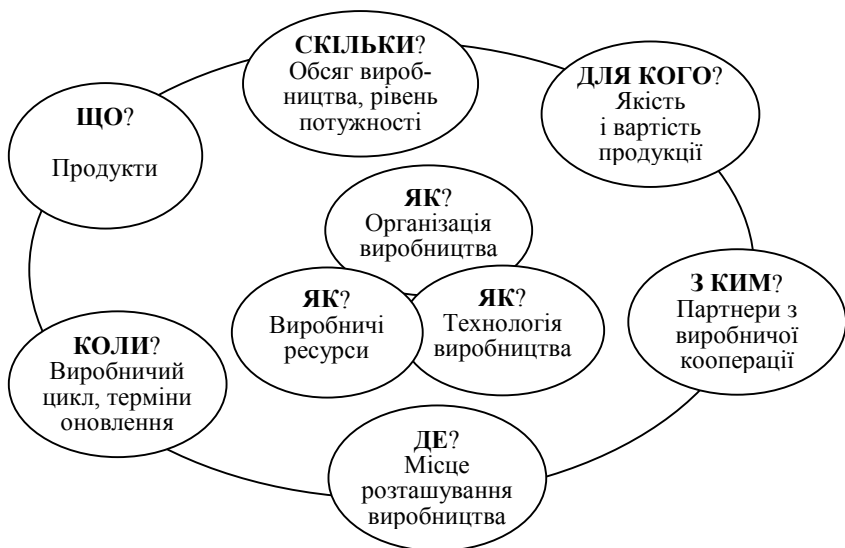 СКІЛЬКИ?
Обсяг вироб-
ництва, рівень
потужності
ДЛЯ КОГО?
Якість
і вартість
продукції
ЩО?
Продукти
ЯК?
Організація
виробництва
З КИМ?
Партнери з
виробничої
кооперації
ЯК?
Виробничі
ресурси
ЯК?
Технологія
виробництва
КОЛИ?
Виробничий
цикл, терміни
оновлення
ДЕ?
Місце
розташування
виробництва